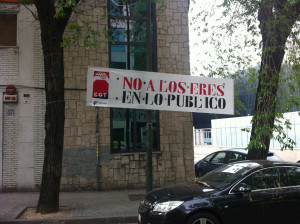 CGT
NO A LOS ERES
EN LO PUBLICO